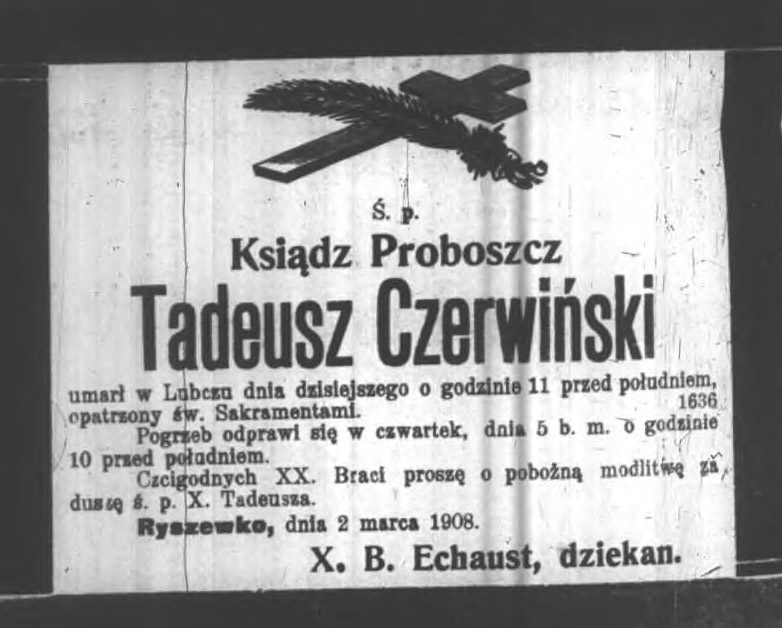 Ś. p.
Ksiądz Proboszcz
Tadeusz Czerwiński
umarł w Lubczu dnia dzisiejszego o godzinie 11 przed południem,
opatrzony św. Sakramentami. 1636
Pogrzeb odprawi się w czwartek, dnia 5 b. m. o godzinie
10 przed południem.
Czcigodnych XX. Braci proszę o pobożną modlitwę za
duszę ś. p. X. Tadeusza.
Ryszewko, dnia 2 marca 1908.
X. B. Echaust, dziekan.